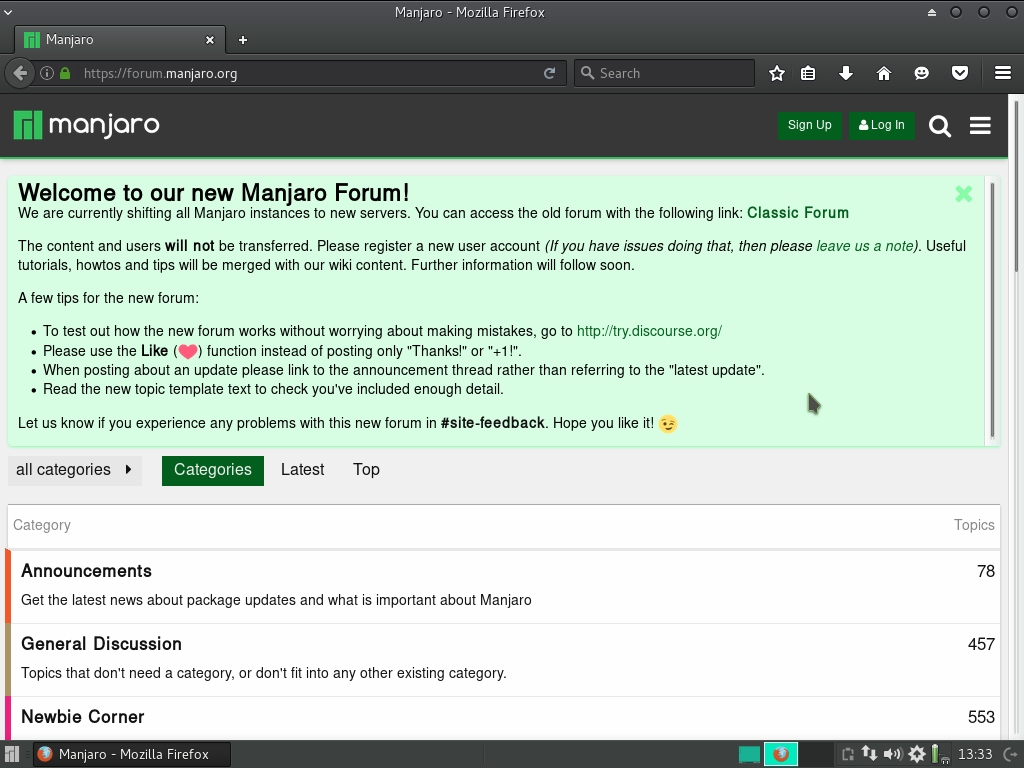 Manjaro - Mozilla Firefox
Manjaro
https://forum.manjaro.org
Search
manjaro
Sign Up
Log In
Welcome to our new Manjaro Forum!
We are currently shifting all Manjaro instances to new servers. You can access the old forum with the following link: Classic Forum
The content and users will not be transferred. Please register a new user account (If you have issues doing that, then please leave us a note). Useful
tutorials, howtos and tips will be merged with our wiki content. Further information will follow soon.
A few tips for the new forum:
• To test out how the new forum works without worrying about making mistakes, go to http://try.discourse.org/
• Please use the Like (❤) function instead of posting only "Thanks!" or "+1!".
• When posting about an update please link to the announcement thread rather than referring to the "latest update".
• Read the new topic template text to check you've included enough detail.
Let us know if you experience any problems with this new forum in #site-feedback. Hope you like it! 😉
all categories
Categories
Latest
Top
Category
Topics
Announcements
78
Get the latest news about package updates and what is important about Manjaro
General Discussion
457
Topics that don't need a category, or don't fit into any other existing category.
Newbie Corner
553
Manjaro - Mozilla Firefox
13:33